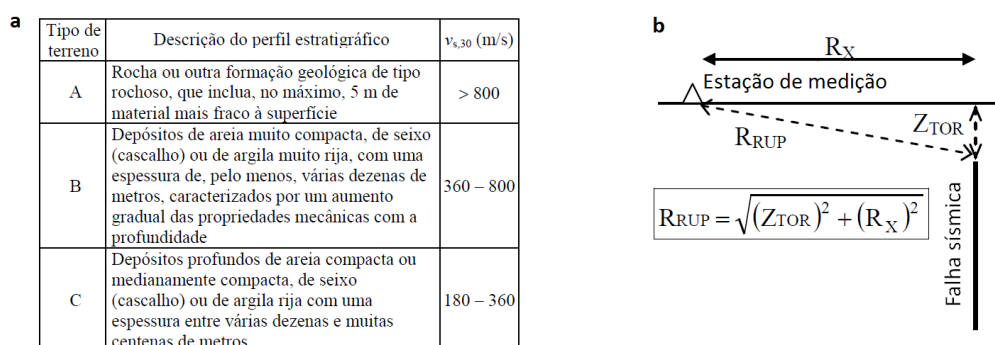 a
Tipo de terreno
Descrição do perfil estratigráfico
vs,30 (m/s)
A
Rocha ou outra formação geológica de tipo
rochoso, que inclua, no máximo, 5 m de
material mais fraco à superfície
> 800
B
Depósitos de areia muito compacta, de seixo
(cascalho) ou de argila muito rija, com uma
espessura de, pelo menos, várias dezenas de
metros, caracterizados por um aumento
gradual das propriedades mecânicas com a
profundidade
360 – 800
C
Depósitos profundos de areia compacta ou
medianamente compacta, de seixo
(cascalho) ou de argila rija com uma
espessura entre várias dezenas e muitas
centenas de metros
180 – 360
b
RX
Estação de medição
RRUP
ZTOR
RRUP = √(ZTOR)² + (RX)²
Falha sísmica